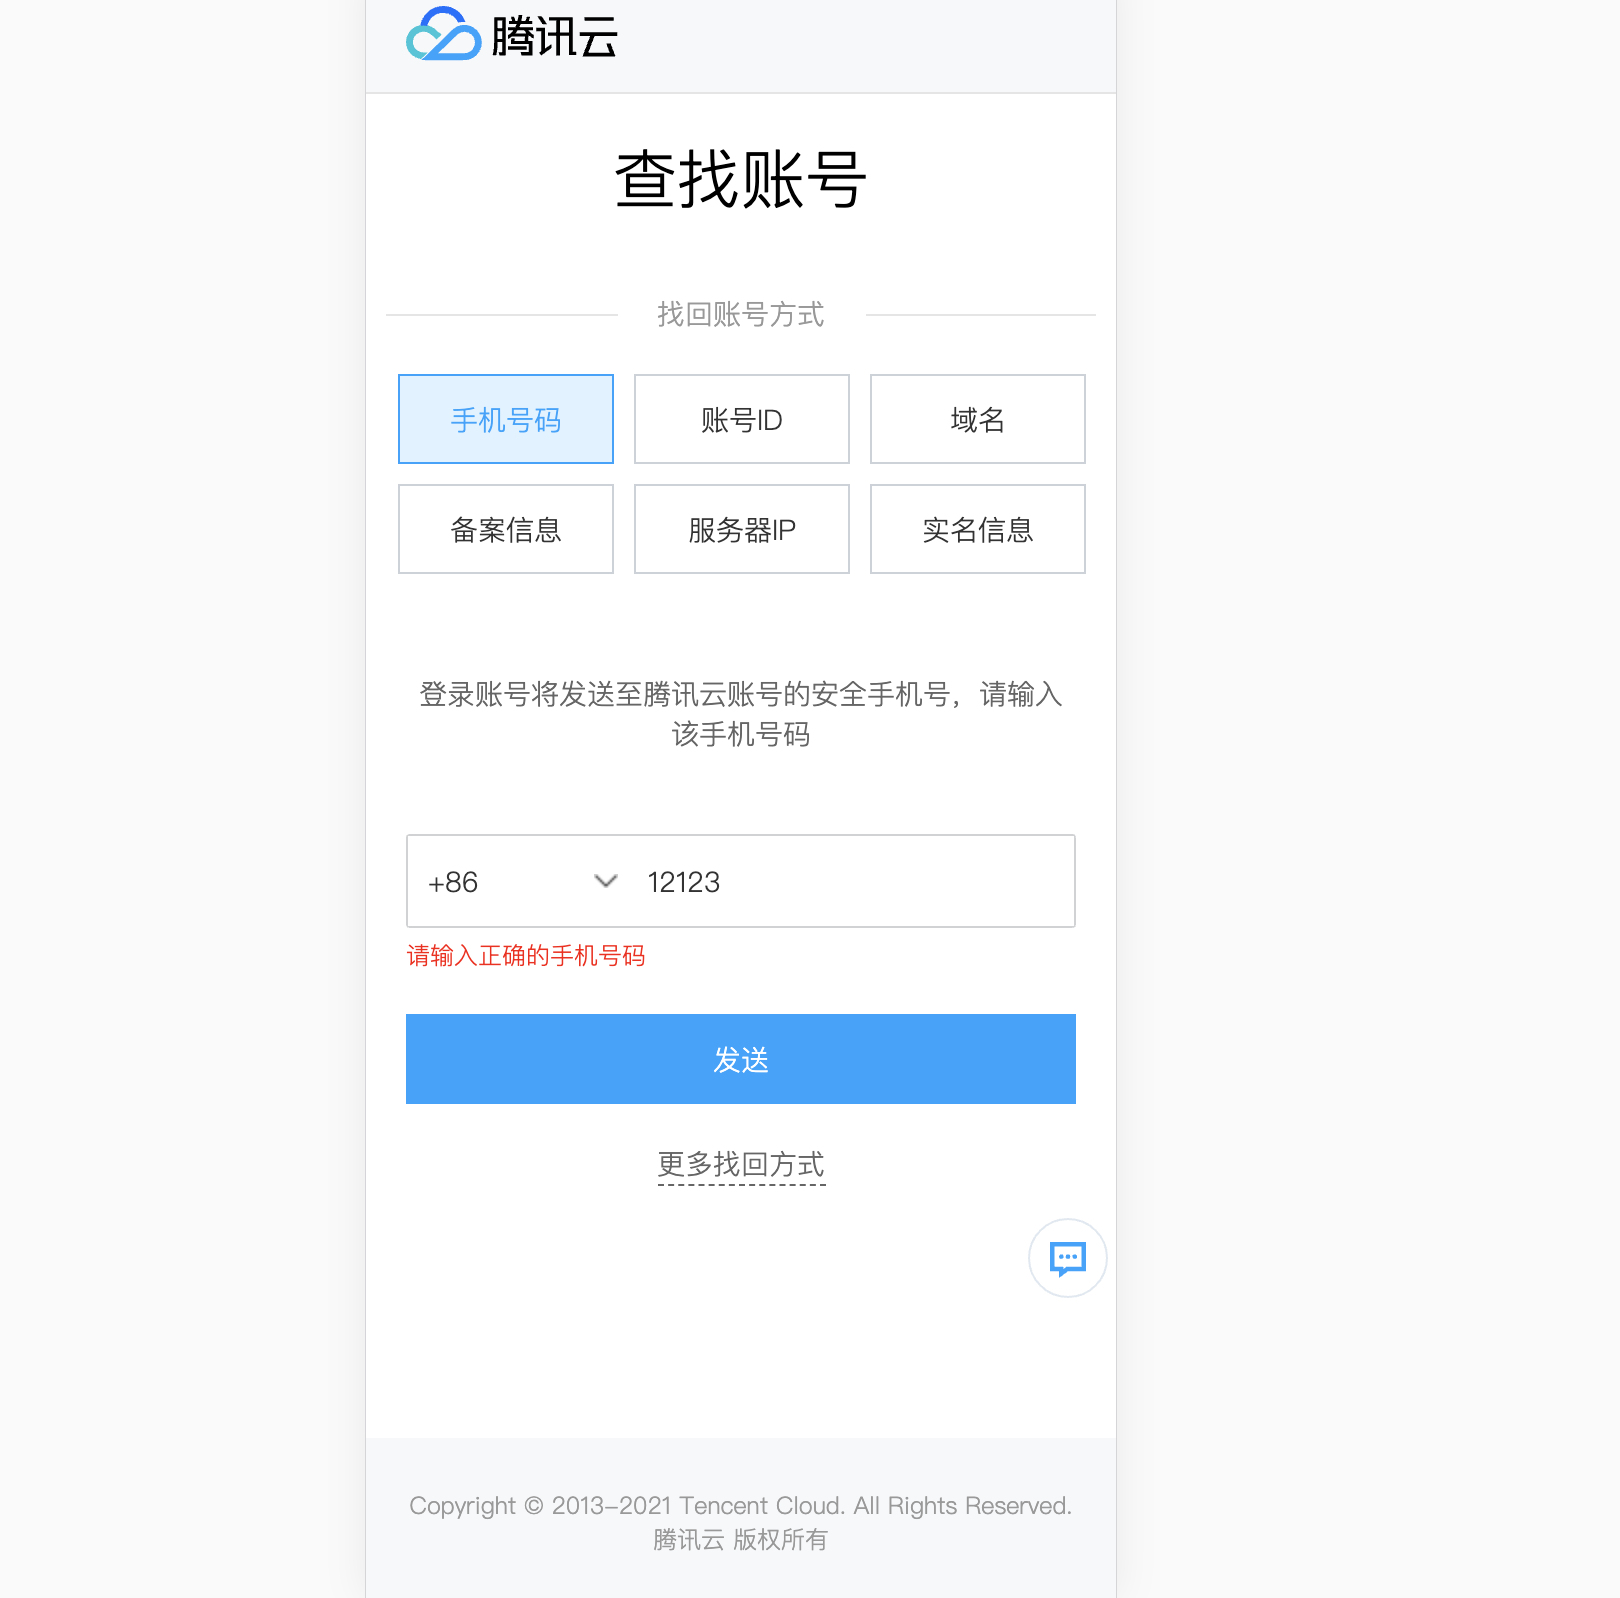 腾讯云
查找账号
找回账号方式
手机号码 账号ID 域名
备案信息 服务器IP 实名信息
登录账号将发送至腾讯云账号的安全手机号，请输入
该手机号码
+86 12123
请输入正确的手机号码
发送
更多找回方式
Copyright © 2013-2021 Tencent Cloud. All Rights Reserved.
腾讯云 版权所有